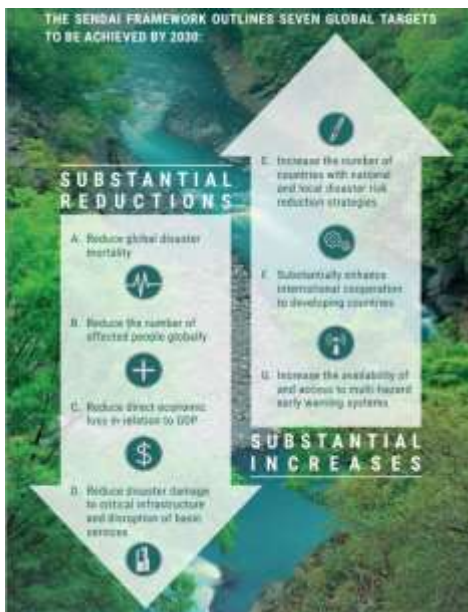 THE SENDAI FRAMEWORK OUTLINES SEVEN GLOBAL TARGETS
TO BE ACHIEVED BY 2030:
SUBSTANTIAL
REDUCTIONS
A. Reduce global disaster
mortality
B. Reduce the number of
affected people globally
C. Reduce direct economic
loss in relation to GDP
D. Reduce disaster damage
to critical infrastructure
and disruption of basic
services
E. Increase the number of
countries with national
and local disaster risk
reduction strategies
F. Substantially enhance
international cooperation
to developing countries
G. Increase the availability of
and access to multi-hazard
early warning systems
SUBSTANTIAL
INCREASES